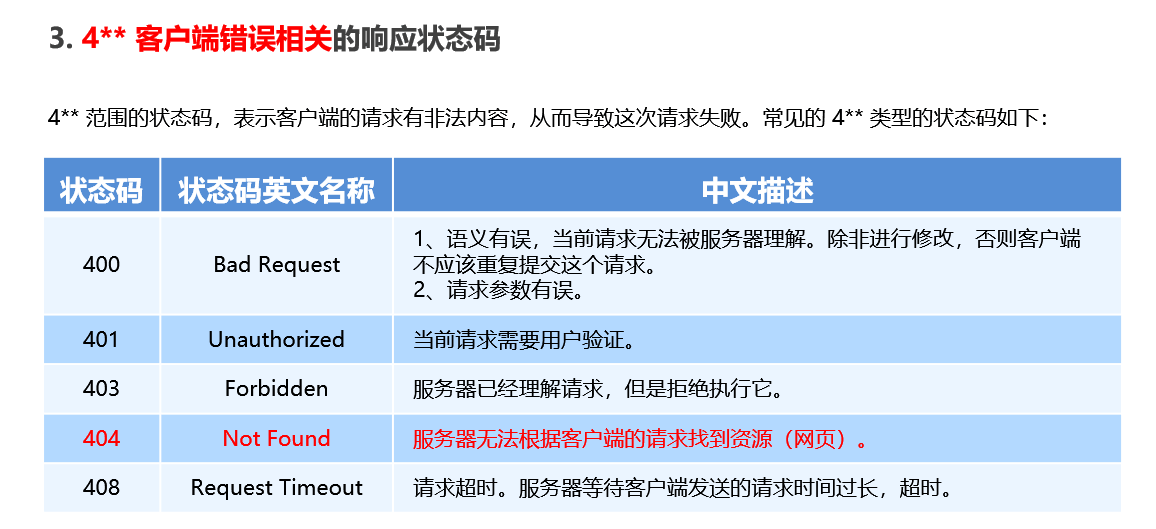 3. 4** 客户端错误相关的响应状态码
4** 范围的状态码，表示客户端的请求有非法内容，从而导致这次请求失败。常见的 4** 类型的状态码如下：
状态码 状态码英文名称 中文描述
400 Bad Request 1、语义有误，当前请求无法被服务器理解。除非进行修改，否则客户端
不应该重复提交这个请求。
2、请求参数有误。
401 Unauthorized 当前请求需要用户验证。
403 Forbidden 服务器已经理解请求，但是拒绝执行它。
404 Not Found 服务器无法根据客户端的请求找到资源（网页）。
408 Request Timeout 请求超时。服务器等待客户端发送的请求时间过长，超时。